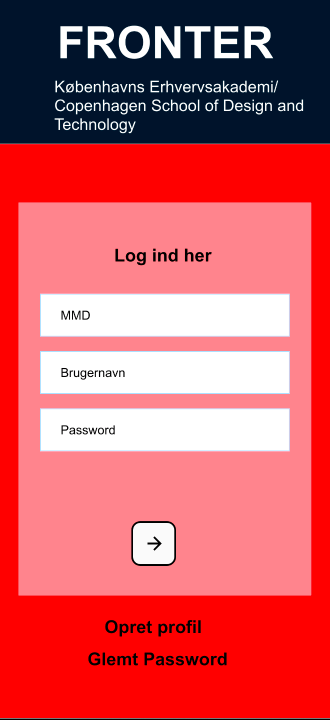 FRONTER
Københavns Erhvervsakademi/
Copenhagen School of Design and
Technology
Log ind her
MMD
Brugernavn
Password
Opret profil
Glemt Password